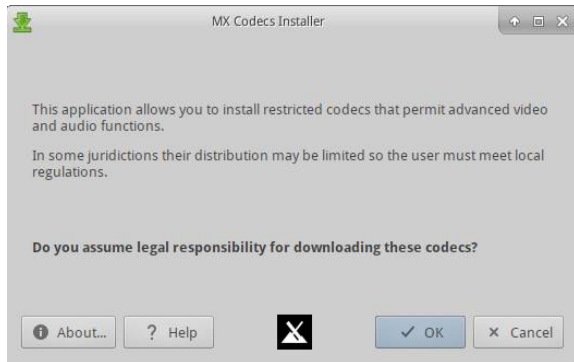 MX Codecs Installer
This application allows you to install restricted codecs that permit advanced video
and audio functions.
In some juridictions their distribution may be limited so the user must meet local
regulations.
Do you assume legal responsibility for downloading these codecs?
About...
? Help
OK
Cancel